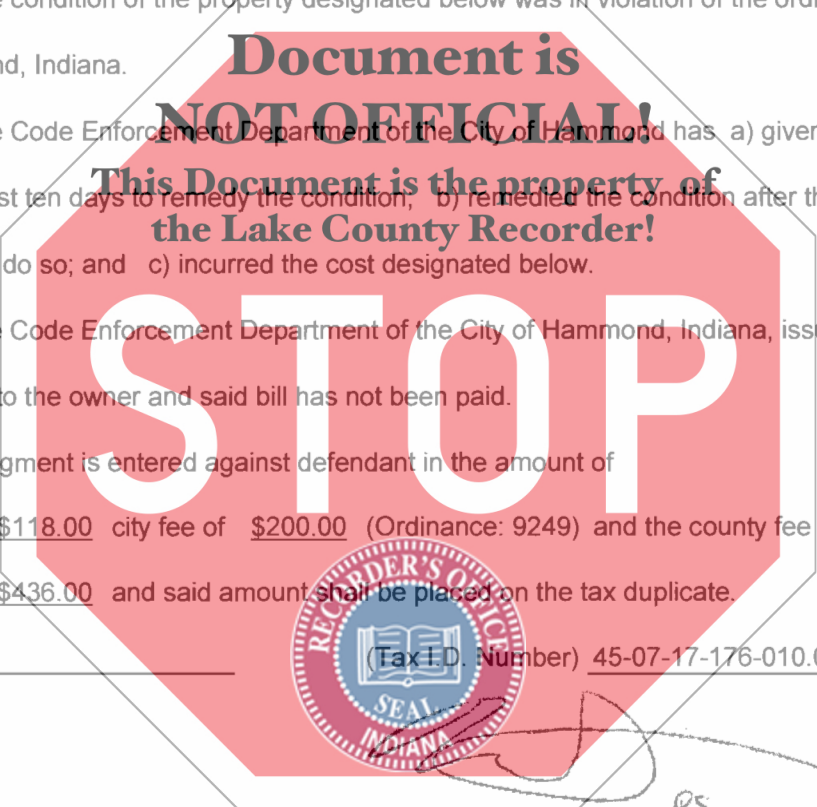 condition of the property designated below was in violation of the
Document is
nd, Indiana.
NOT OFFICIAL!
Code Enforcement Department of the City of Hammond has a) given
This Document is the property of
st ten days to remedy the condition; b) remedied the condition after
the Lake County Recorder!
do so; and c) incurred the cost designated below.
STOP
Code Enforcement Department of the City of Hammond, Indiana, iss
to the owner and said bill has not been paid.
gment is entered against defendant in the amount of
$118.00 city fee of $200.00 (Ordinance: 9249) and the county fee
$436.00 and said amount shall be placed on the tax duplicate.
RECORDER'S OFFICE
SEAL
INDIANA
(Tax I.D. Number) 45-07-17-176-010.